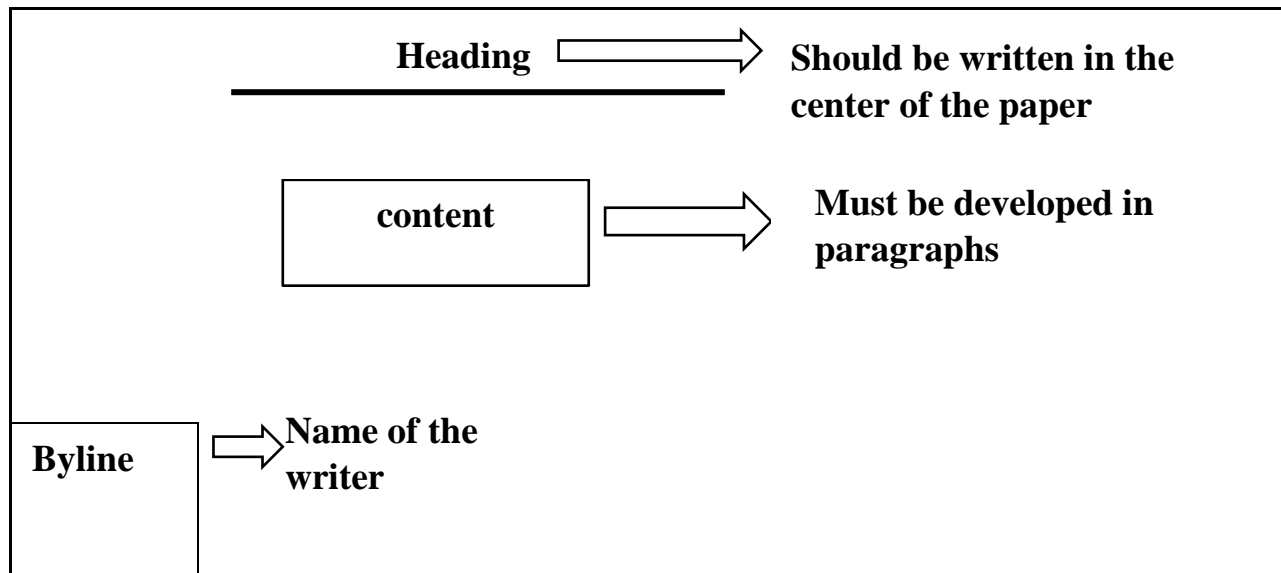 Heading
Should be written in the
center of the paper
content
Must be developed in
paragraphs
Byline
Name of the
writer